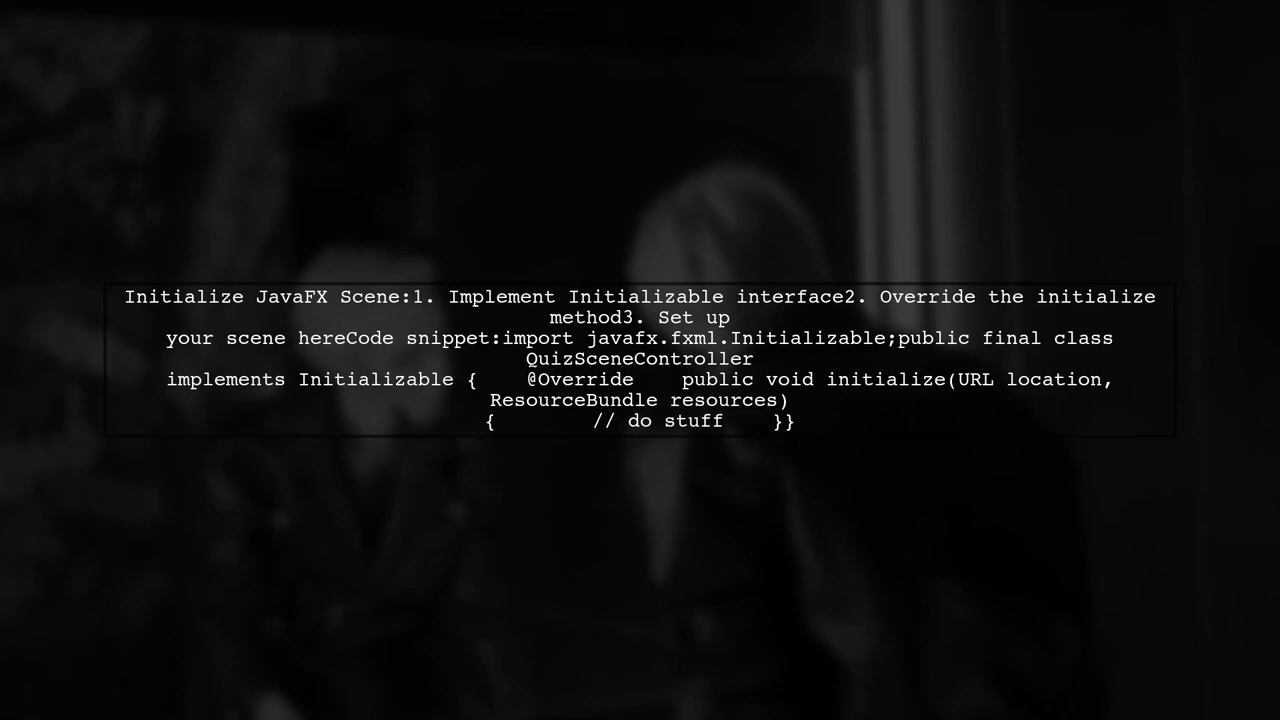 Initialize JavaFX Scene:1. Implement Initializable interface2. Override the initialize
method3. Set up
your scene hereCode snippet:import javafx.fxml.Initializable;public final class
QuizSceneController
implements Initializable {    @Override    public void initialize(URL location,
ResourceBundle resources)
{        // do stuff    }}